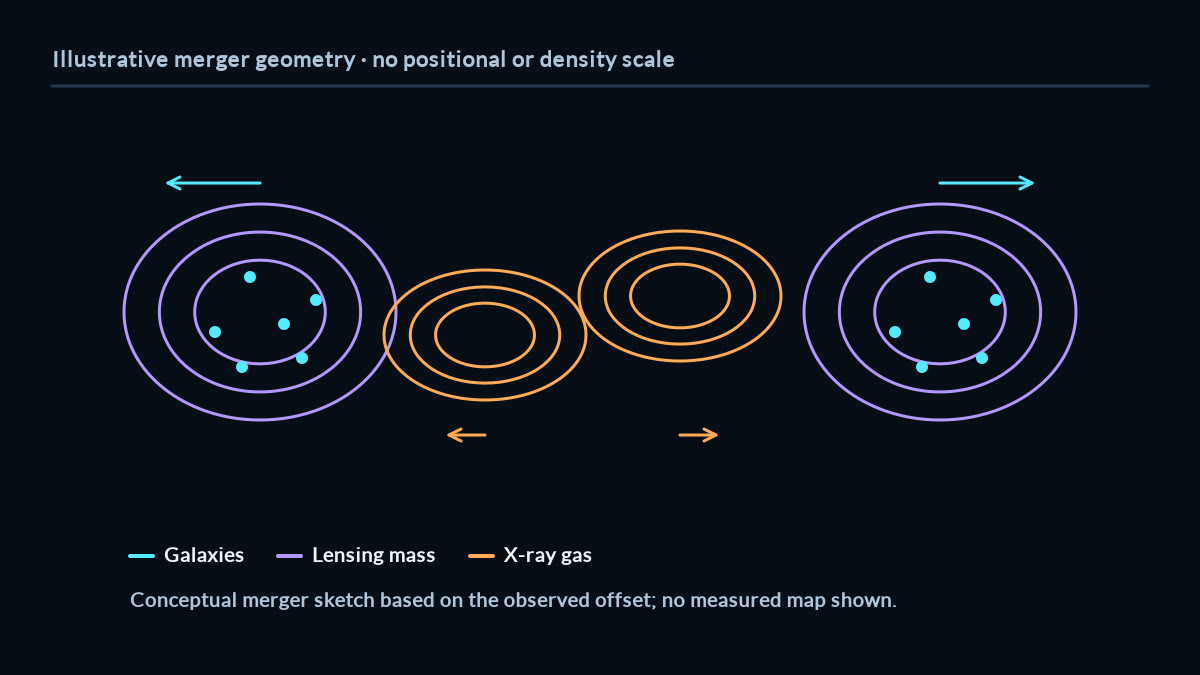 Illustrative merger geometry · no positional or density scale
Galaxies Lensing mass X-ray gas
Conceptual merger sketch based on the observed offset; no measured map shown.